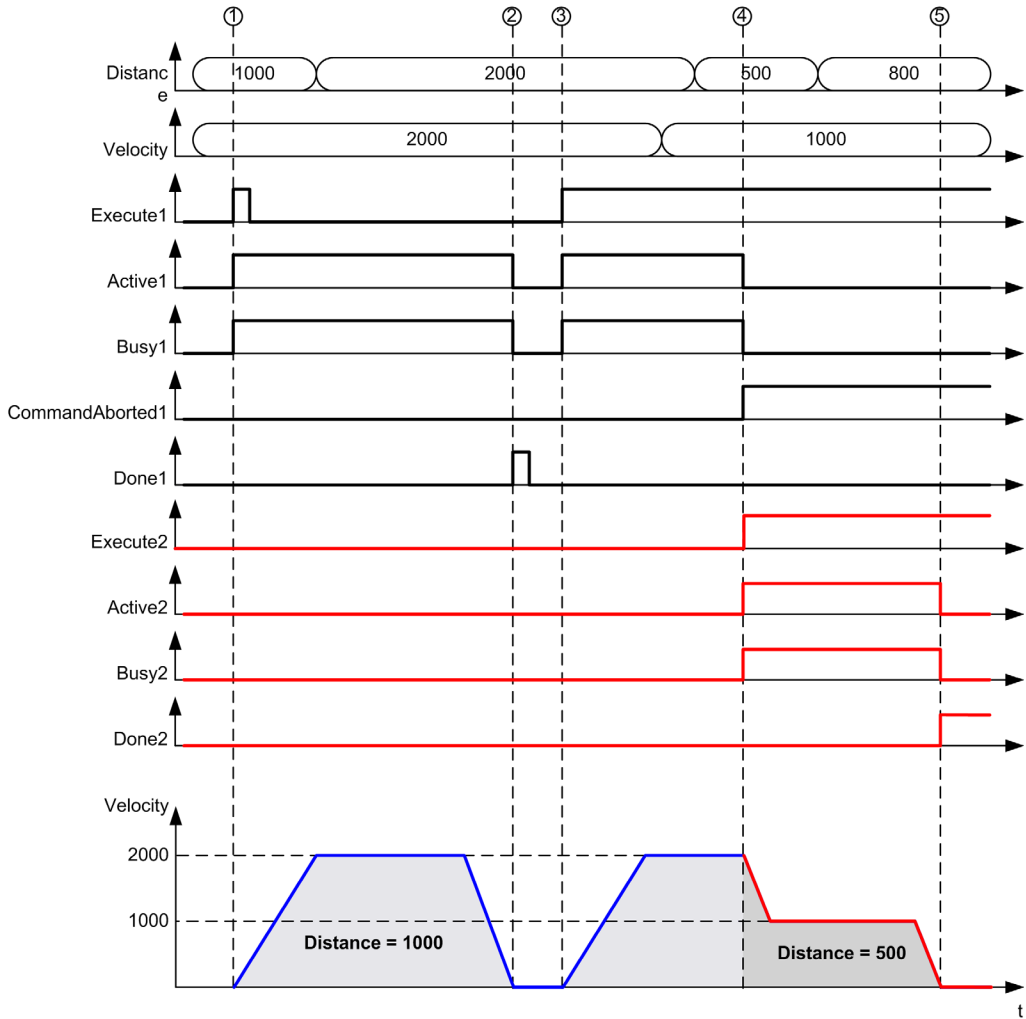 1 2 3 4 5
Distanc
e
1000 2000 500 800
Velocity
2000 1000
Execute1
Active1
Busy1
CommandAborted1
Done1
Execute2
Active2
Busy2
Done2
Velocity
2000
1000
Distance = 1000
Distance = 500
t